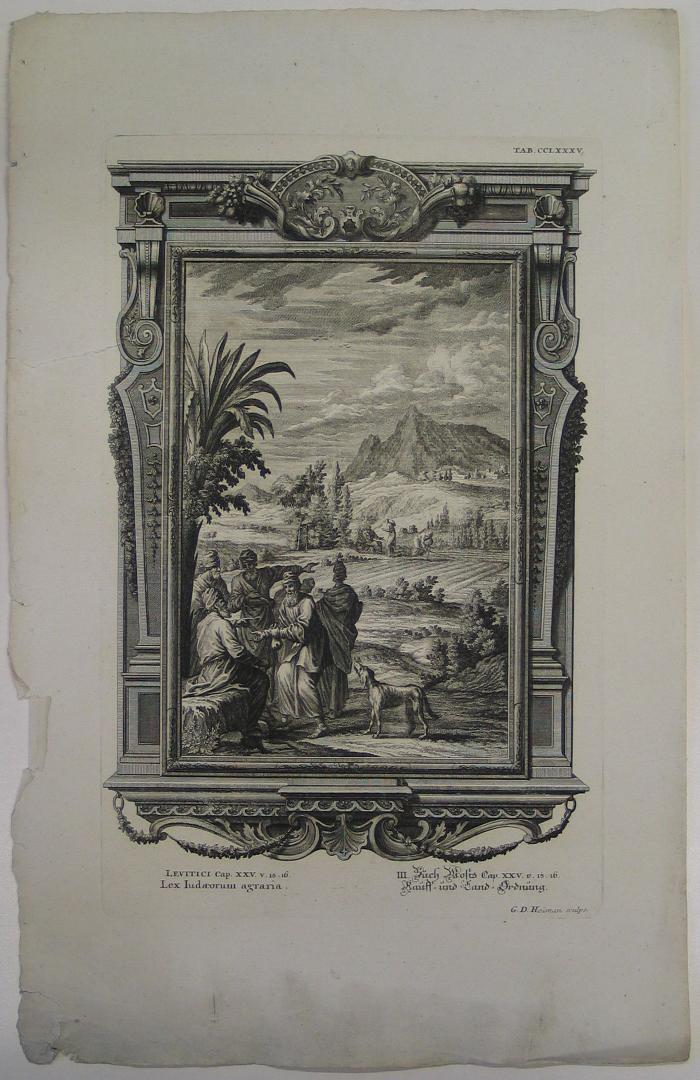 TAB. CCLXXXV.
LEVITICI Cap. XXV. v. 15. 16.
Lex Iudæorum agraria.
III. Buch Mosis Cap. XXV. v. 15. 16.
Kauff- und Land-Ordnung.
G. D. Heüman sculps.